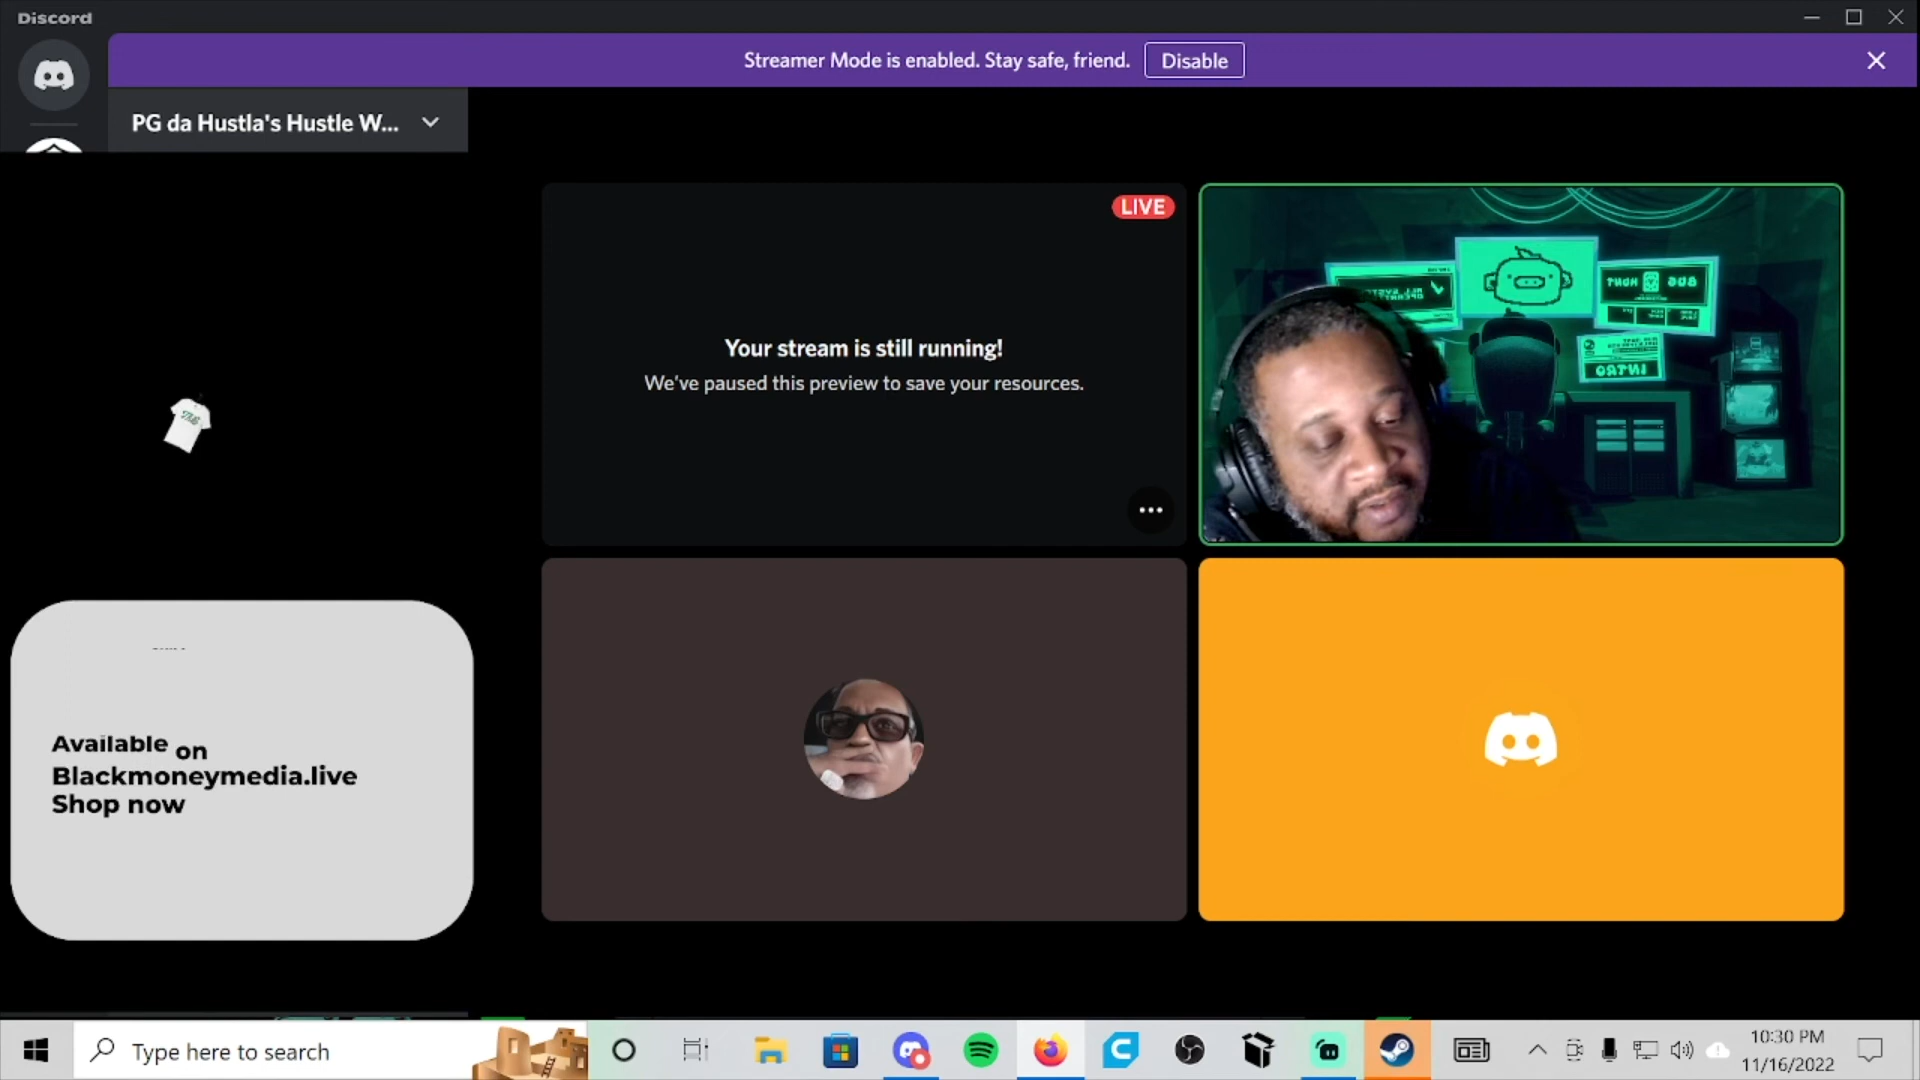 Discord
Streamer Mode is enabled. Stay safe, friend.
Disable
PG da Hustla's Hustle W...
LIVE
Your stream is still running!
We've paused this preview to save your resources.
INTRO
Available on
Blackmoneymedia.live
Shop now
Type here to search
10:30 PM
11/16/2022